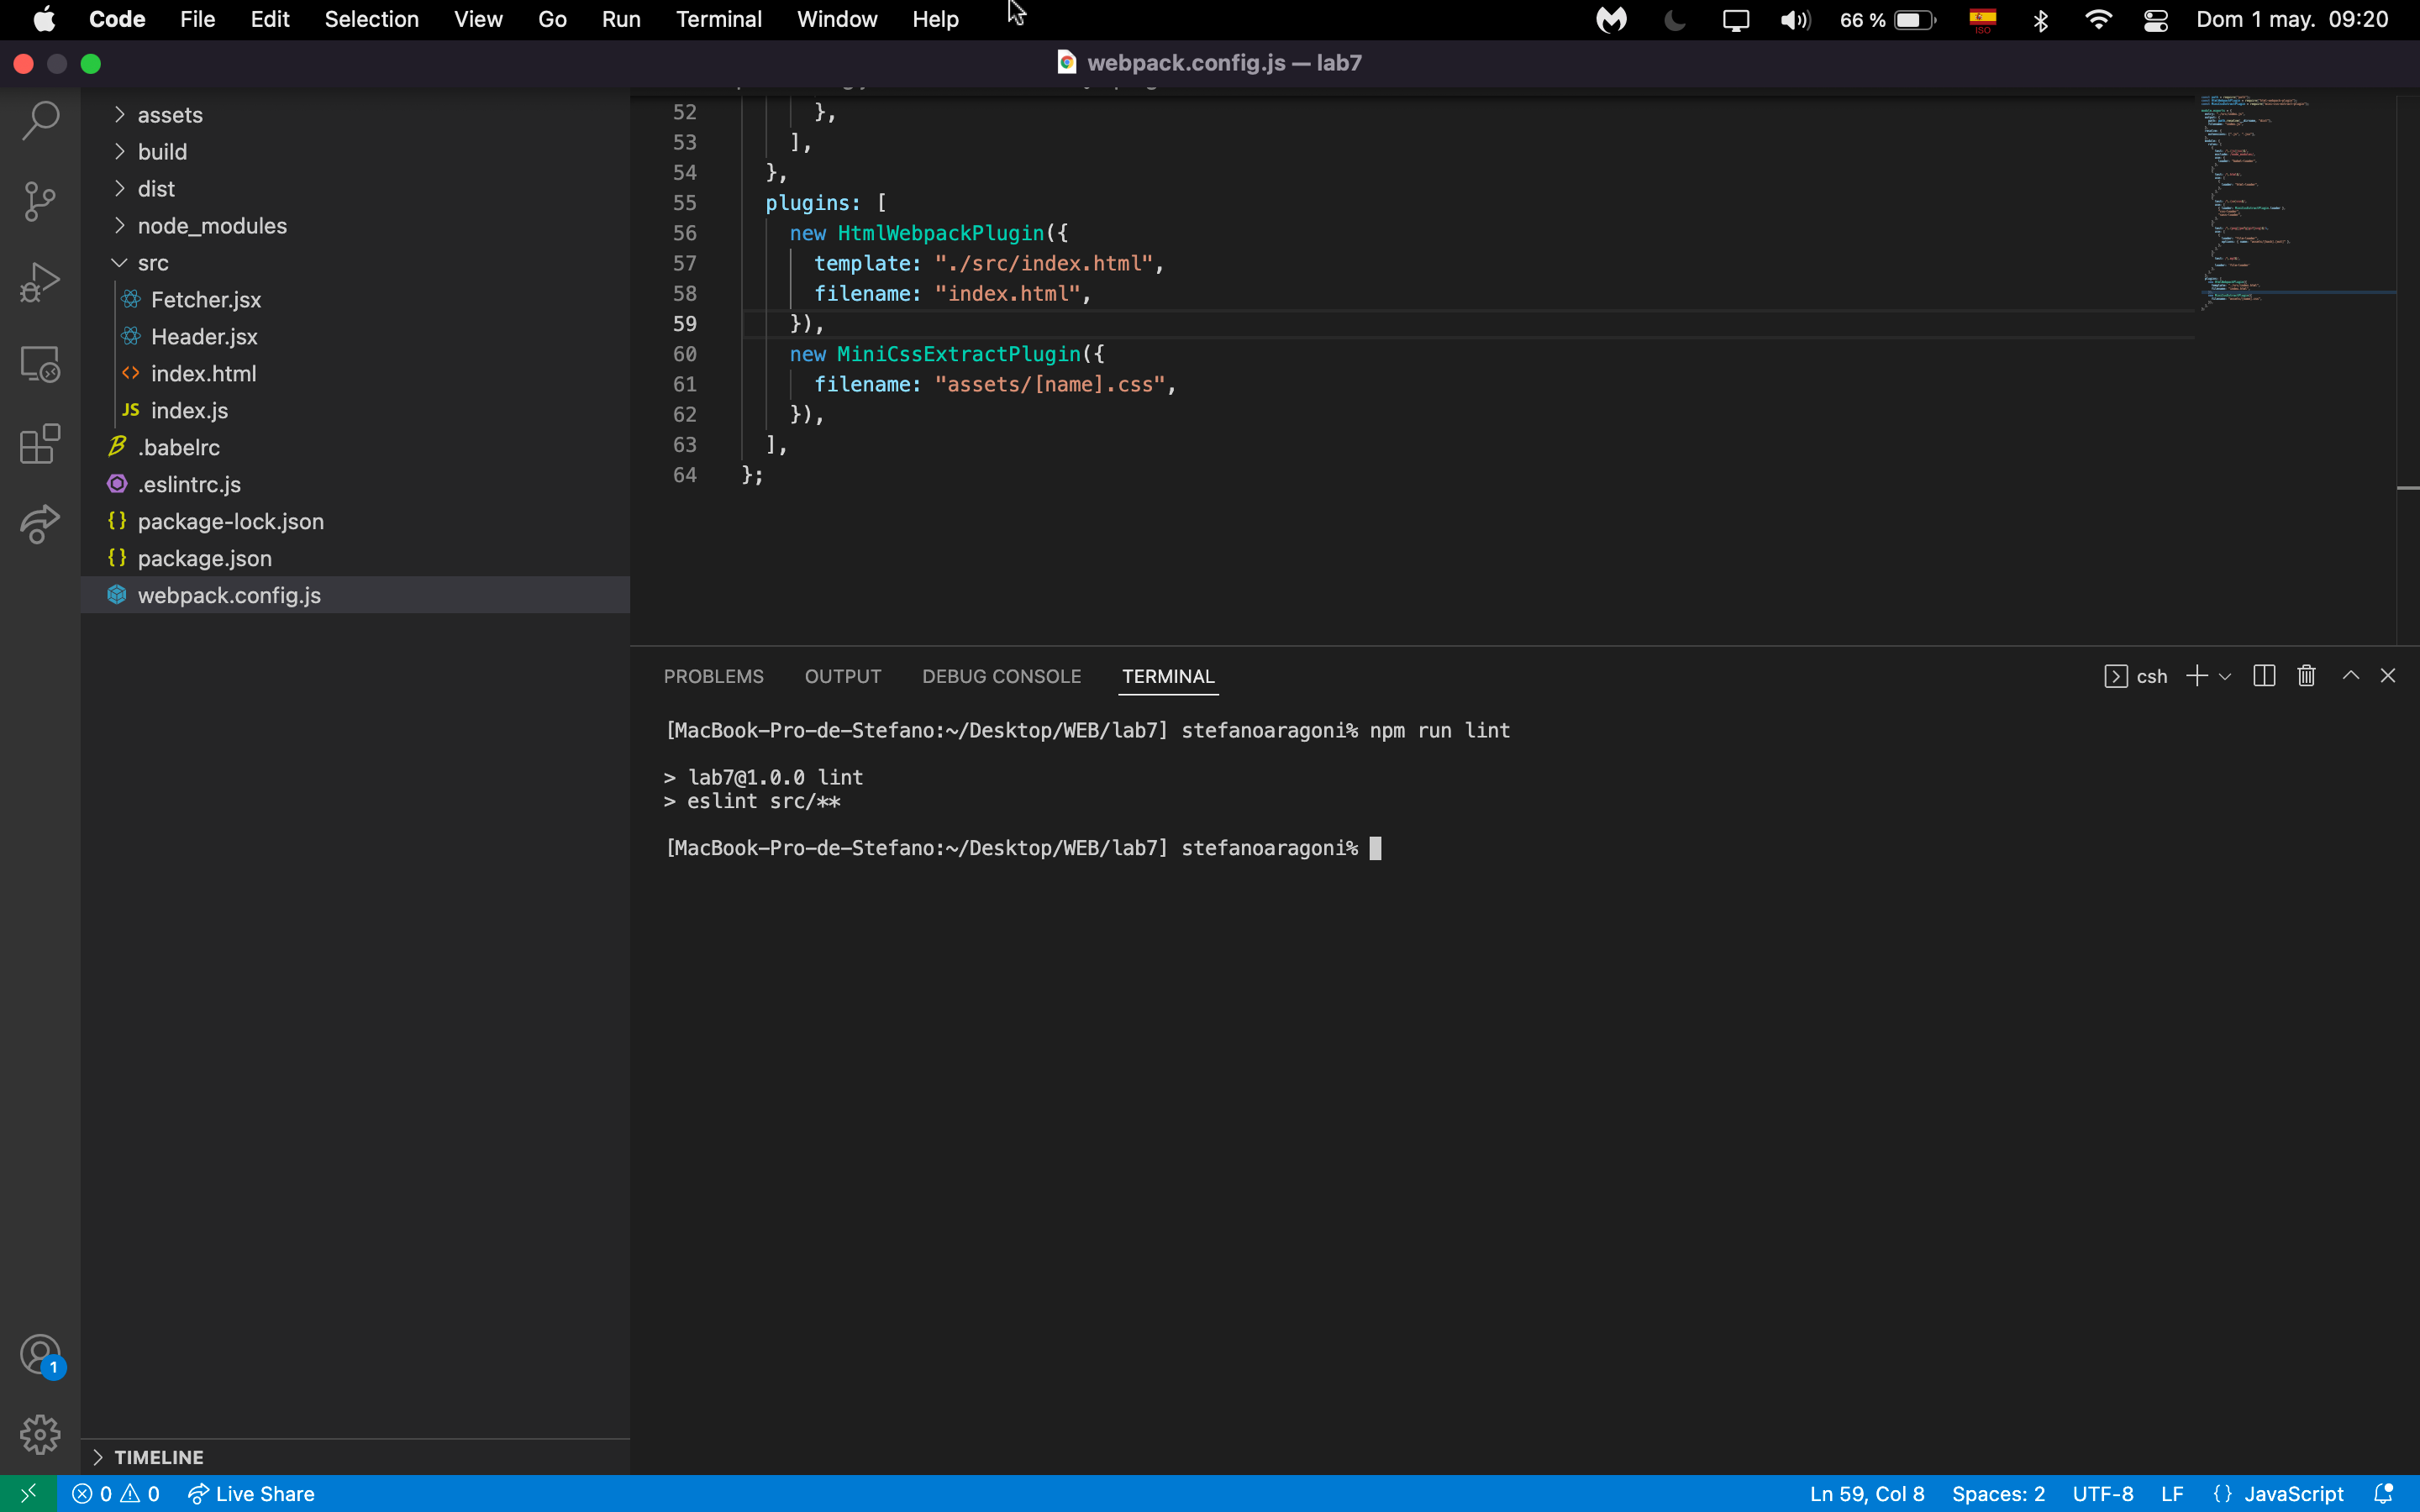 Code File Edit Selection View Go Run Terminal Window Help 66 % ISO Dom 1 may. 09:20
webpack.config.js — lab7
assets
build
dist
node_modules
src
Fetcher.jsx
Header.jsx
<> index.html
JS index.js
.babelrc
.eslintrc.js
{} package-lock.json
{} package.json
webpack.config.js
52 },
53 ],
54 },
55 plugins: [
56 new HtmlWebpackPlugin({
57 template: "./src/index.html",
58 filename: "index.html",
59 }),
60 new MiniCssExtractPlugin({
61 filename: "assets/[name].css",
62 }),
63 ],
64 };
PROBLEMS OUTPUT DEBUG CONSOLE TERMINAL csh
[MacBook-Pro-de-Stefano:~/Desktop/WEB/lab7] stefanoaragoni% npm run lint
> lab7@1.0.0 lint
> eslint src/**
[MacBook-Pro-de-Stefano:~/Desktop/WEB/lab7] stefanoaragoni%
1
TIMELINE
0 0 Live Share Ln 59, Col 8 Spaces: 2 UTF-8 LF {} JavaScript